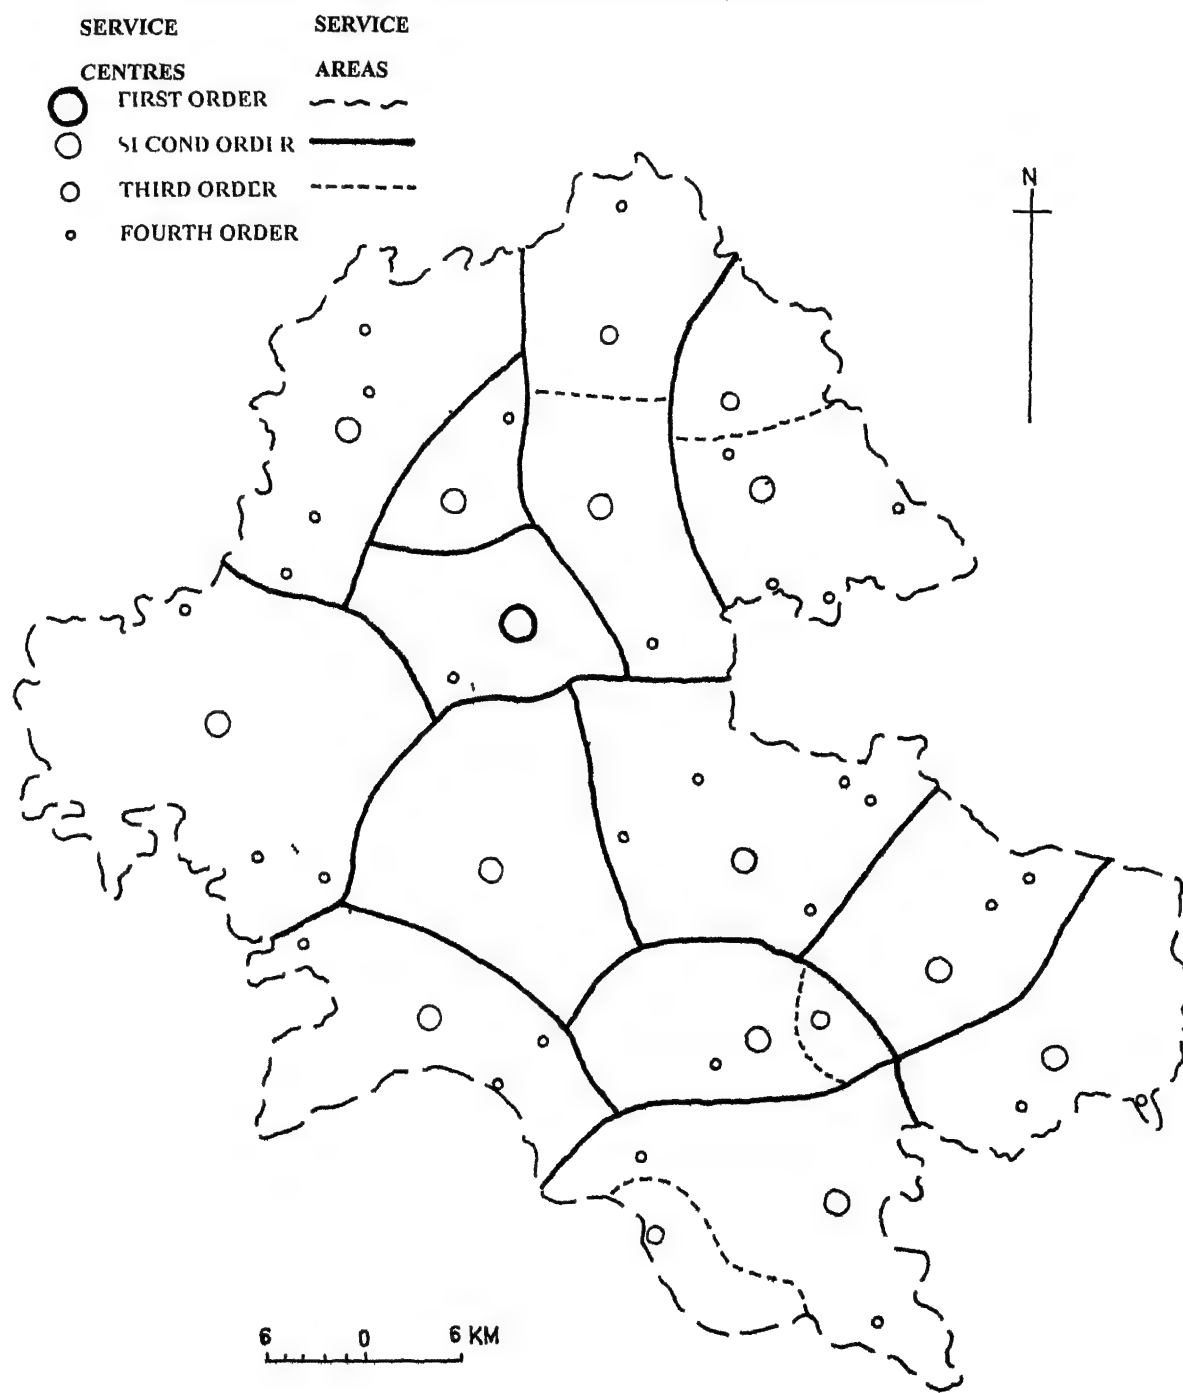 SERVICE SERVICE
CENTRES AREAS
FIRST ORDER
SECOND ORDER
THIRD ORDER
FOURTH ORDER
N
6 0 6 KM